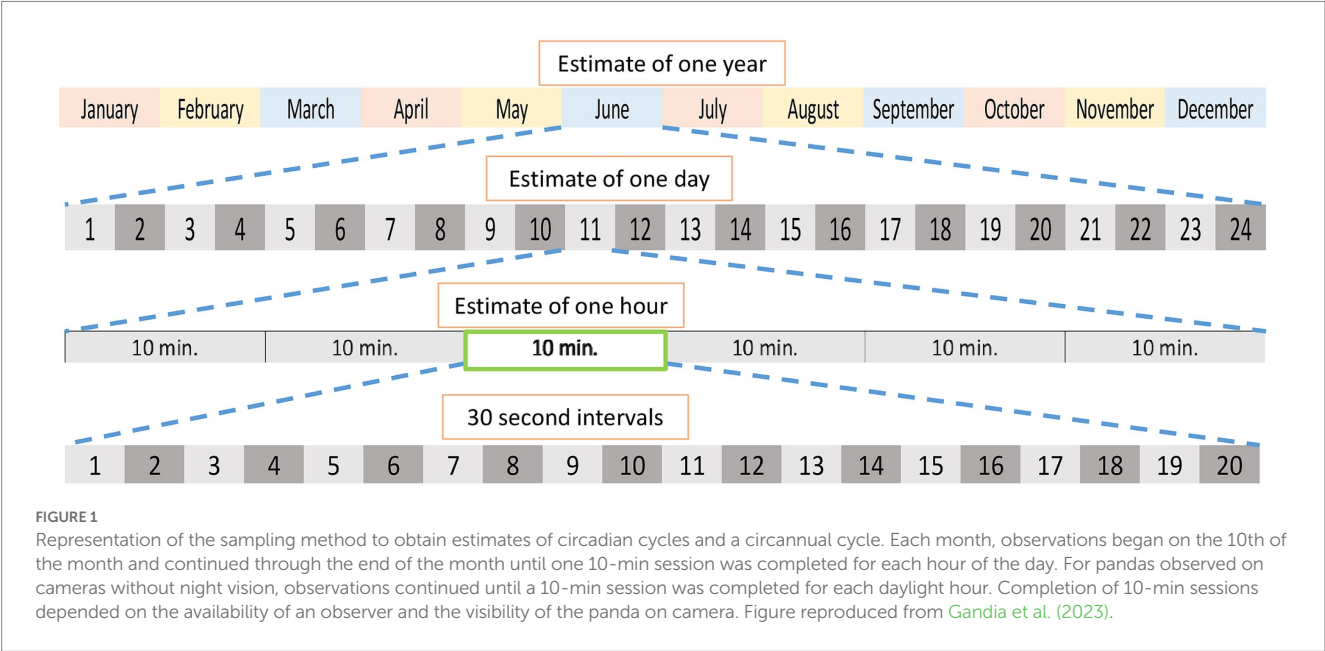 Estimate of one year
January February March April May June July August September October November December
Estimate of one day
1 2 3 4 5 6 7 8 9 10 11 12 13 14 15 16 17 18 19 20 21 22 23 24
Estimate of one hour
10 min. 10 min. 10 min. 10 min. 10 min. 10 min.
30 second intervals
1 2 3 4 5 6 7 8 9 10 11 12 13 14 15 16 17 18 19 20
FIGURE 1
Representation of the sampling method to obtain estimates of circadian cycles and a circannual cycle. Each month, observations began on the 10th of
the month and continued through the end of the month until one 10-min session was completed for each hour of the day. For pandas observed on
cameras without night vision, observations continued until a 10-min session was completed for each daylight hour. Completion of 10-min sessions
depended on the availability of an observer and the visibility of the panda on camera. Figure reproduced from Gandia et al. (2023).